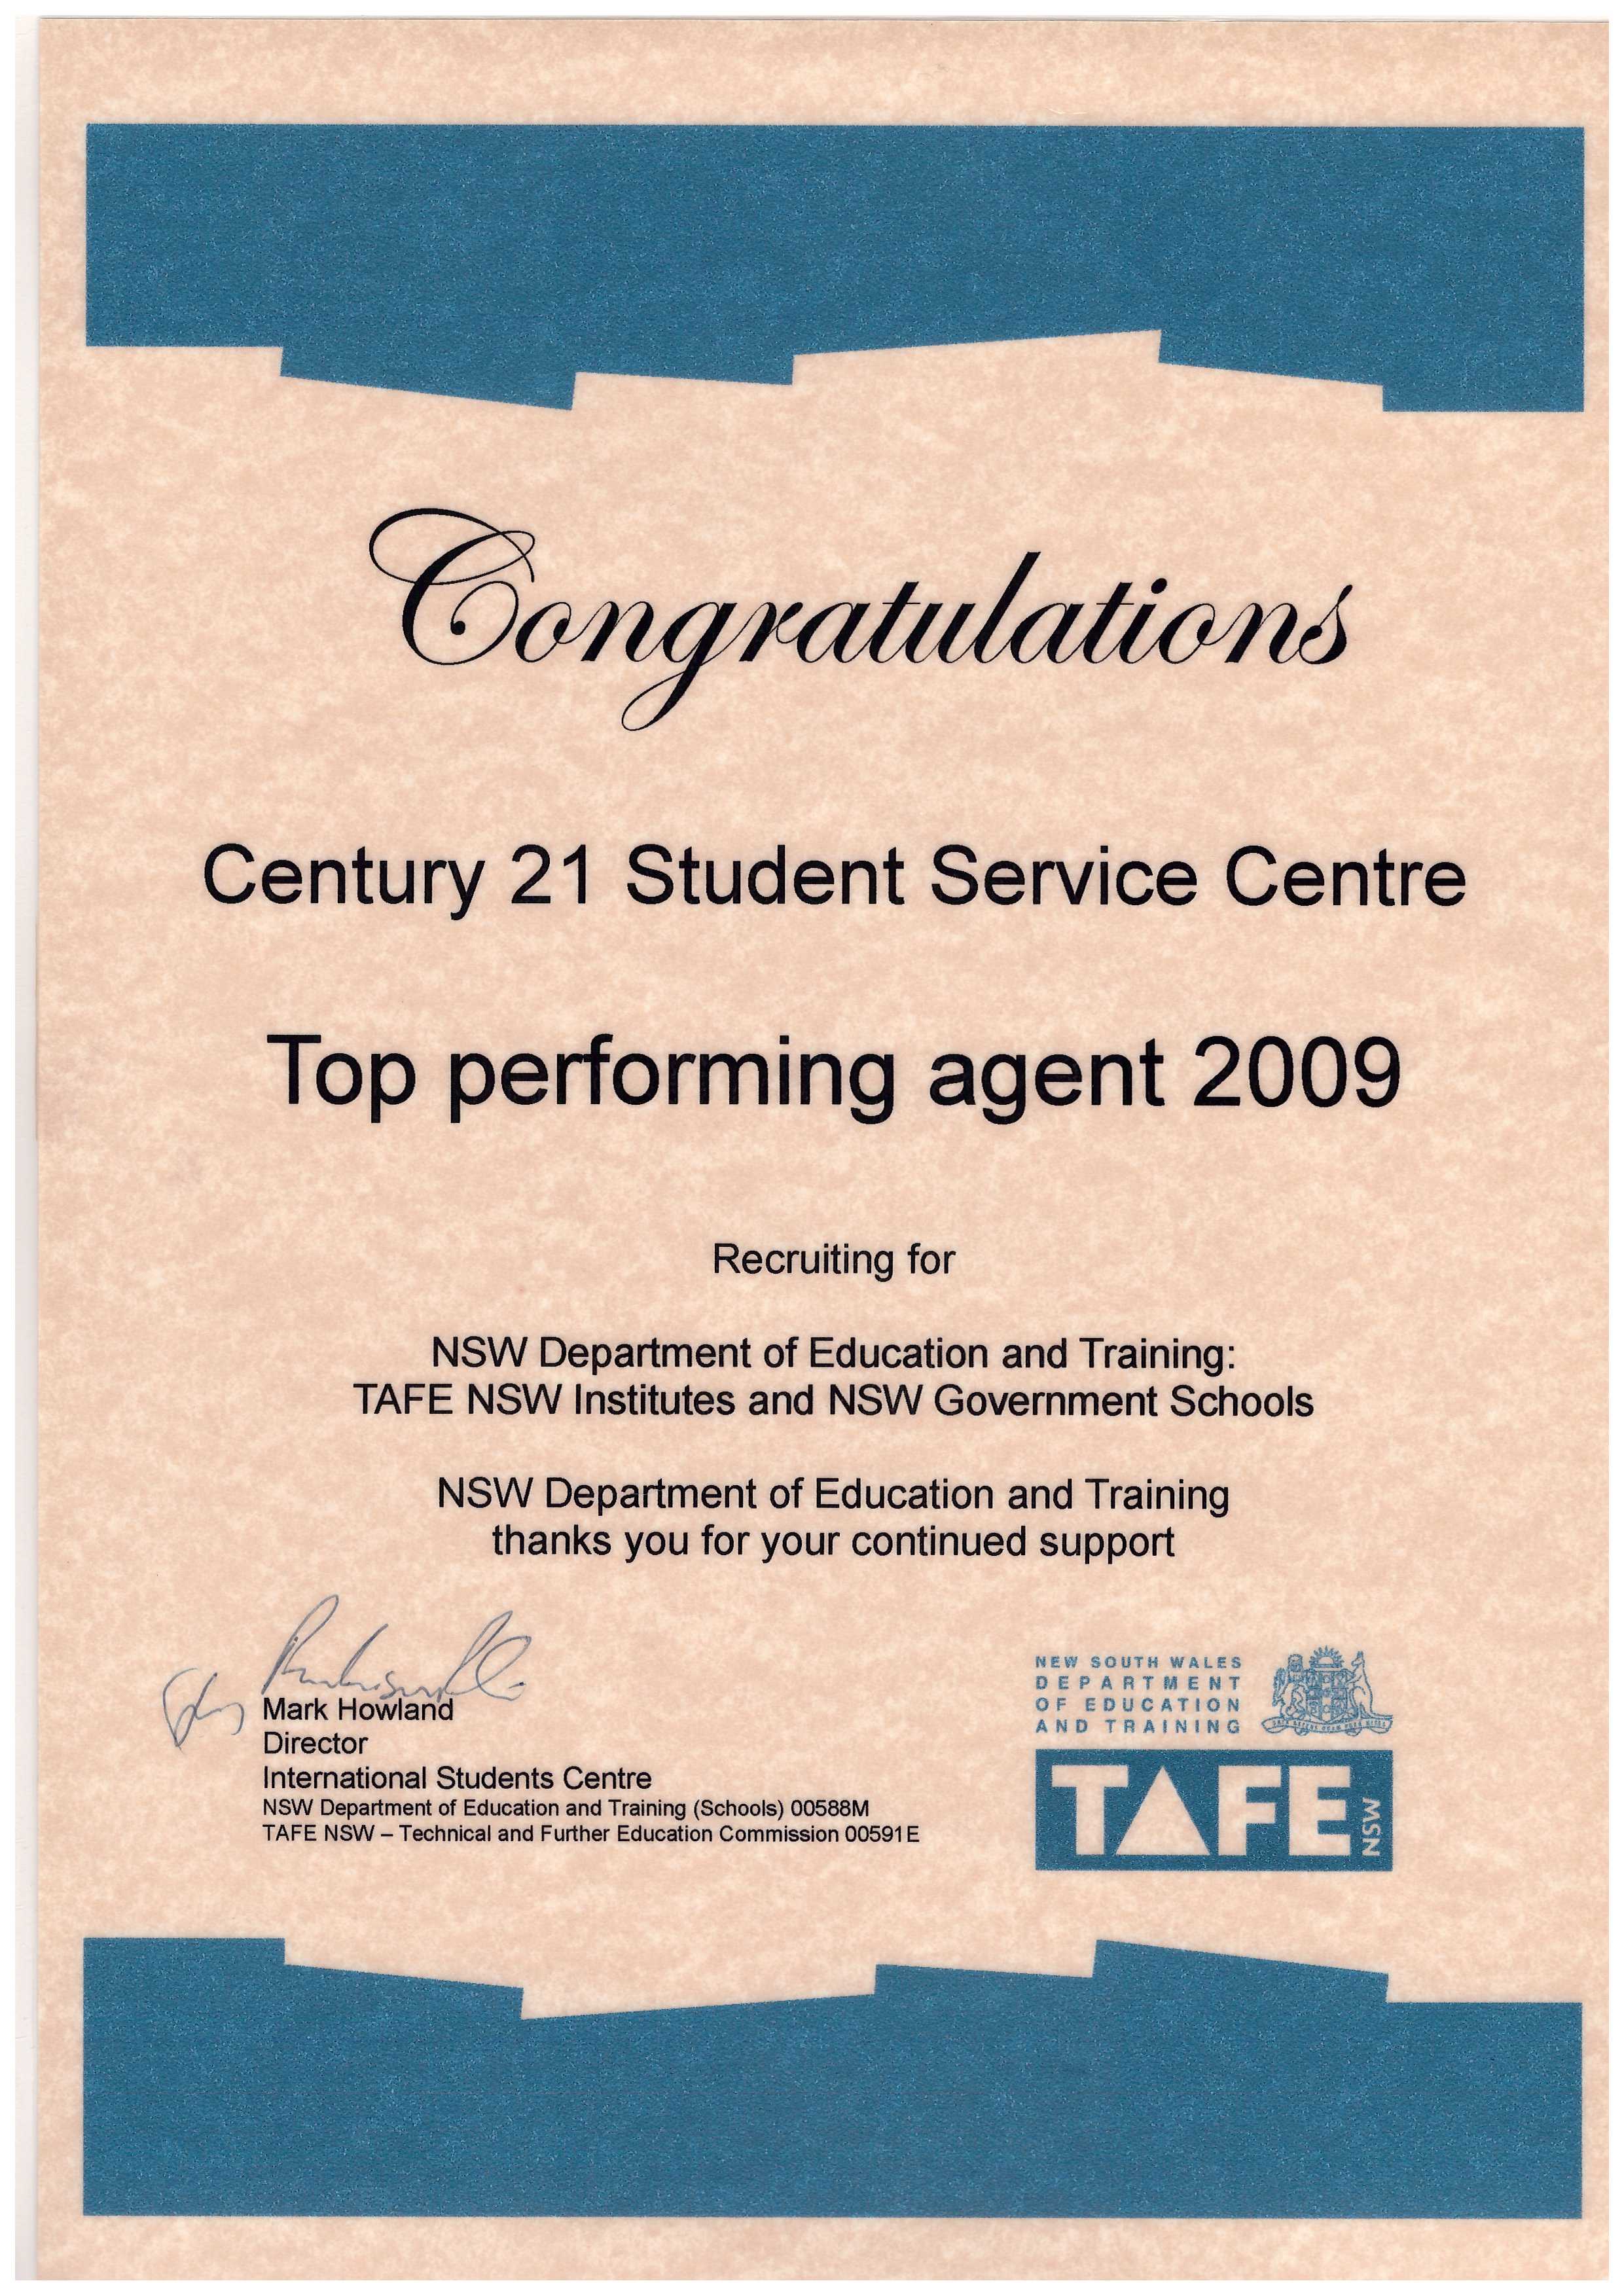 Congratulations
Century 21 Student Service Centre
Top performing agent 2009
Recruiting for
NSW Department of Education and Training:
TAFE NSW Institutes and NSW Government Schools
NSW Department of Education and Training
thanks you for your continued support
Mark Howland
Director
International Students Centre
NSW Department of Education and Training (Schools) 00588M
TAFE NSW – Technical and Further Education Commission 00591E
NEW SOUTH WALES
DEPARTMENT
OF EDUCATION
AND TRAINING
TAFE NSW